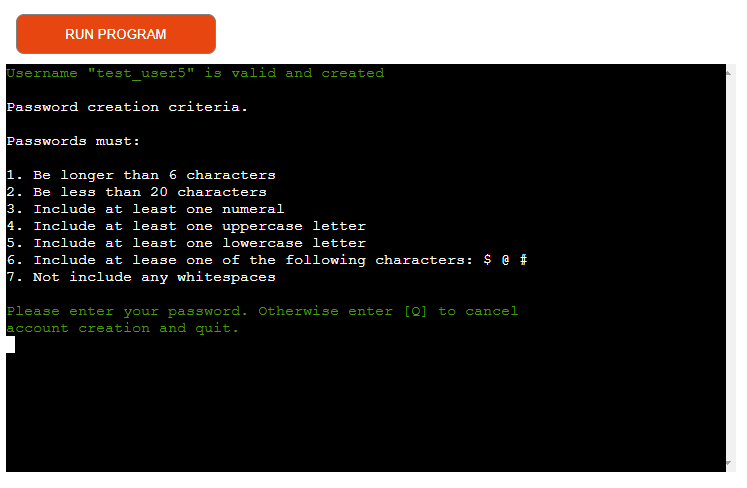 RUN PROGRAM
Username "test_user5" is valid and created
Password creation criteria.
Passwords must:
1. Be longer than 6 characters
2. Be less than 20 characters
3. Include at least one numeral
4. Include at least one uppercase letter
5. Include at least one lowercase letter
6. Include at lease one of the following characters: $ @ #
7. Not include any whitespaces
Please enter your password. Otherwise enter [Q] to cancel
account creation and quit.